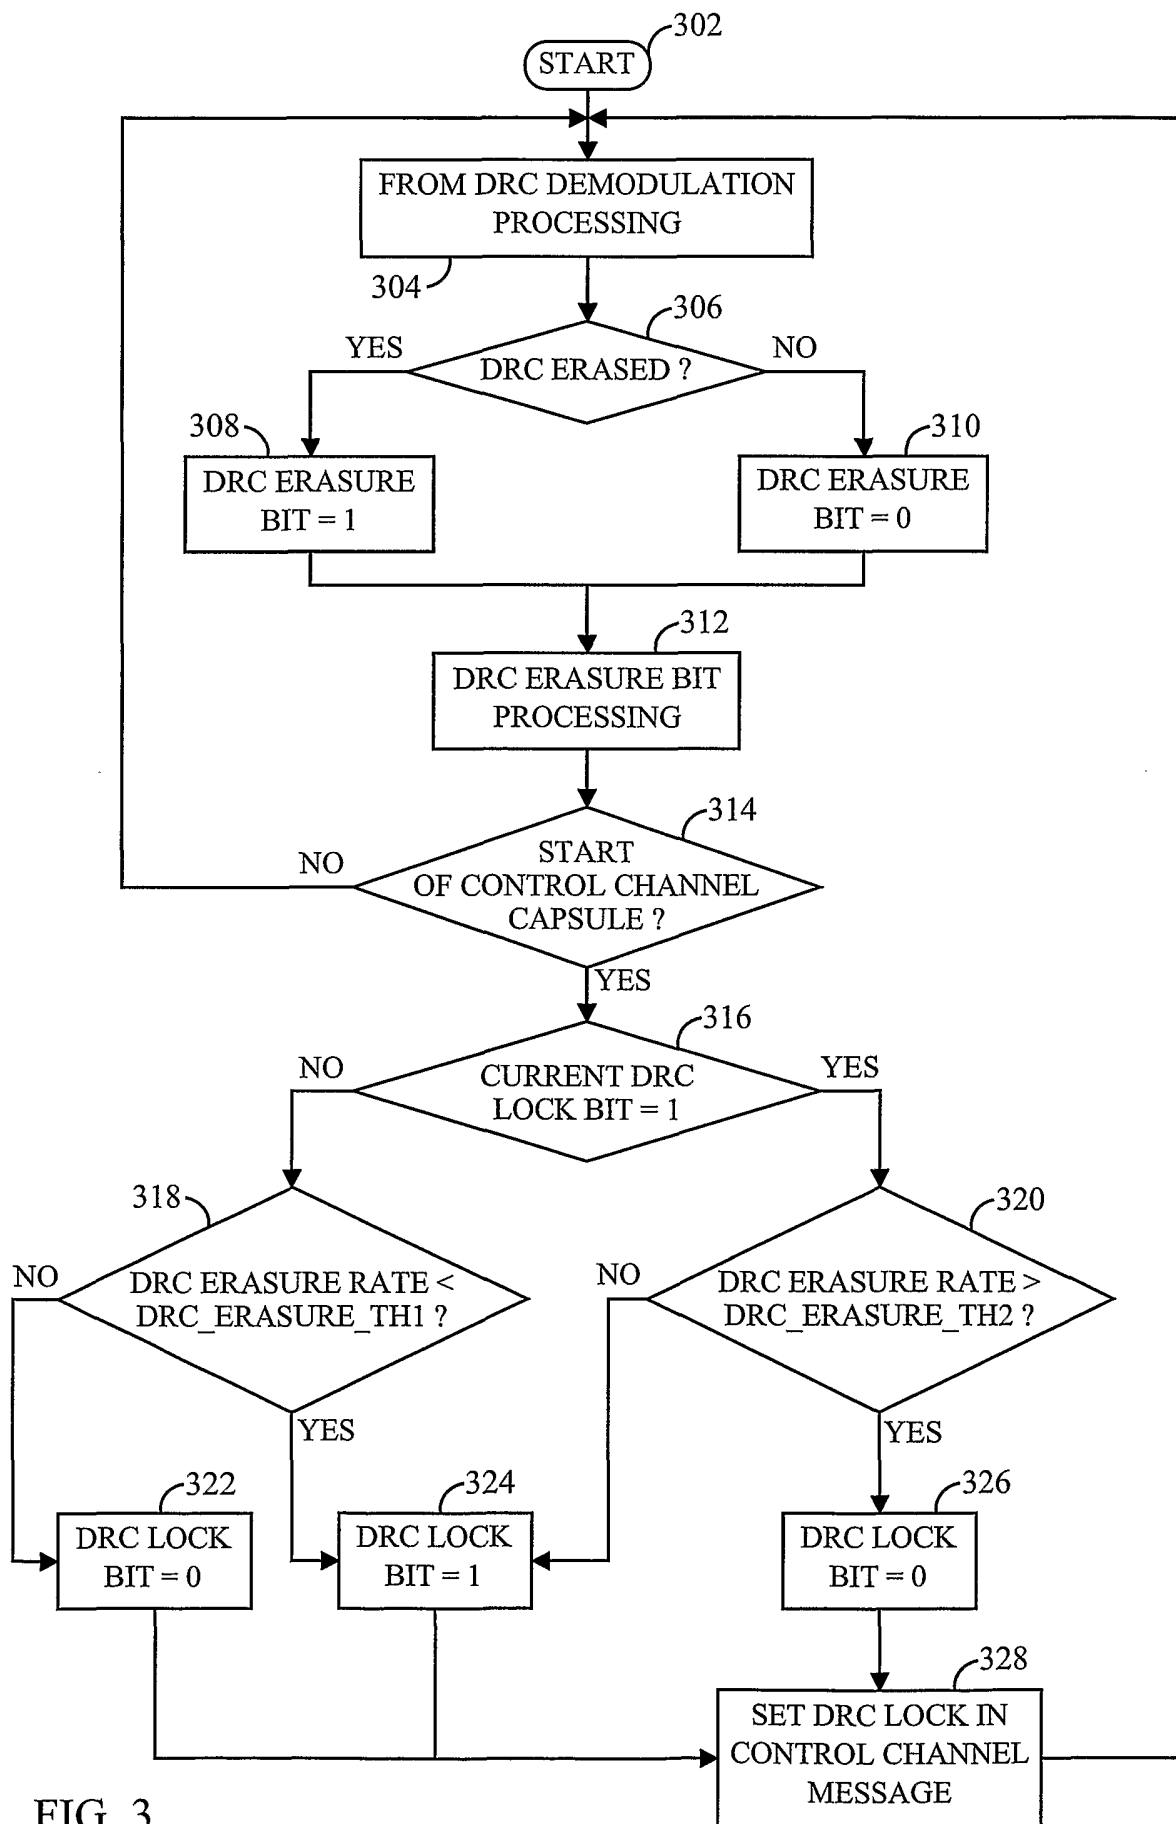 302
START
FROM DRC DEMODULATION
PROCESSING
304
306
YES
DRC ERASED ?
NO
308
310
DRC ERASURE
BIT = 1
DRC ERASURE
BIT = 0
312
DRC ERASURE BIT
PROCESSING
314
NO
START
OF CONTROL CHANNEL
CAPSULE ?
YES
316
NO
CURRENT DRC
LOCK BIT = 1
YES
318
320
NO
DRC ERASURE RATE <
DRC_ERASURE_TH1 ?
NO
DRC ERASURE RATE >
DRC_ERASURE_TH2 ?
YES
YES
322
324
326
DRC LOCK
BIT = 0
DRC LOCK
BIT = 1
DRC LOCK
BIT = 0
328
SET DRC LOCK IN
CONTROL CHANNEL
MESSAGE
FIG. 3